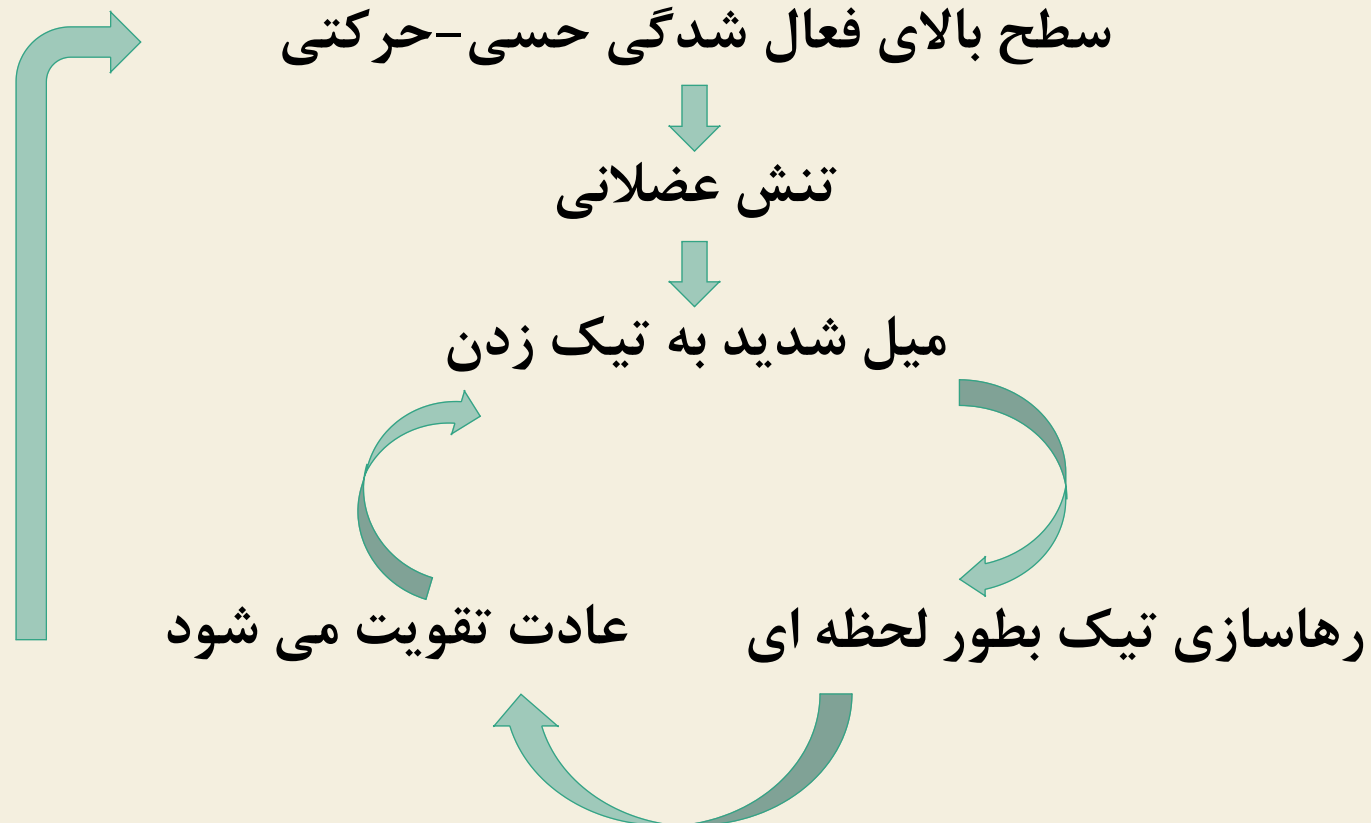 سطح بالای فعال شدگی حسی-حرکتی
تنش عضلانی
میل شدید به تیک زدن
رهاسازی تیک بطور لحظه ای
عادت تقویت می شود